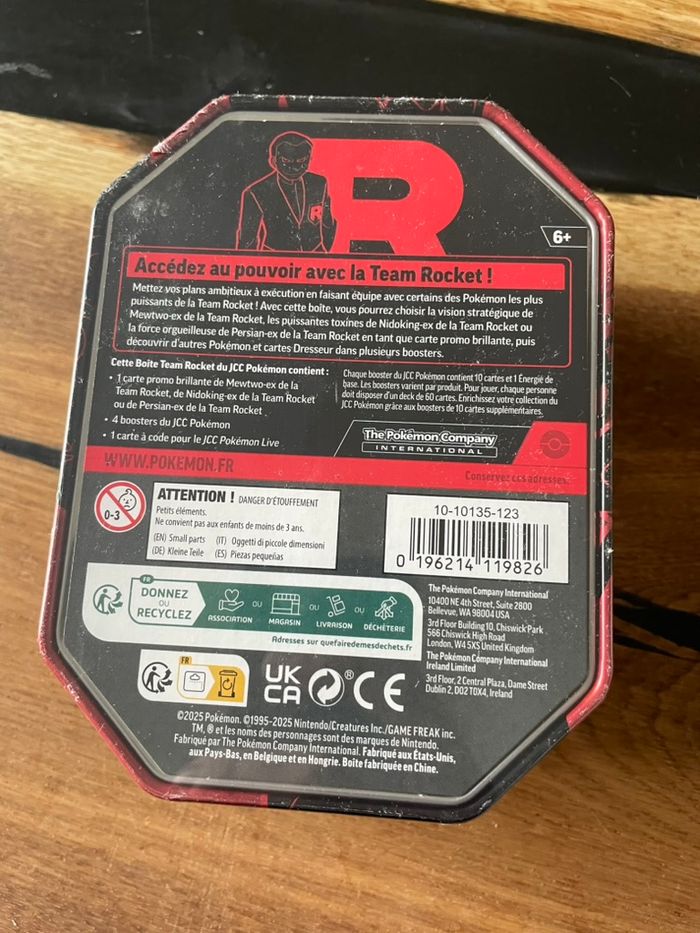 R
R
6+
Accédez au pouvoir avec la Team Rocket !
Mettez vos plans ambitieux à exécution en faisant équipe avec certains des Pokémon les plus
puissants de la Team Rocket ! Avec cette boîte, vous pourrez choisir la vision stratégique de
Mewtwo-ex de la Team Rocket, les puissantes toxines de Nidoking-ex de la Team Rocket ou
la force orgueilleuse de Persian-ex de la Team Rocket en tant que carte promo brillante, puis
découvrir d'autres Pokémon et cartes Dresseur dans plusieurs boosters.
Cette Boîte Team Rocket du JCC Pokémon contient :
• 1 carte promo brillante de Mewtwo-ex de la
Team Rocket, de Nidoking-ex de la Team Rocket
ou de Persian-ex de la Team Rocket
• 4 boosters du JCC Pokémon
• 1 carte à code pour le JCC Pokémon Live
Chaque booster du JCC Pokémon contient 10 cartes et 1 Énergie de
base. Les boosters varient par produit. Pour jouer, chaque personne
doit disposer d'un deck de 60 cartes. Enrichissez votre collection du
JCC Pokémon grâce aux boosters de 10 cartes supplémentaires.
The Pokémon Company
INTERNATIONAL
WWW.POKEMON.FR
Conservez ces adresses.
0-3
ATTENTION ! DANGER D'ÉTOUFFEMENT
Petits éléments.
Ne convient pas aux enfants de moins de 3 ans.
(EN) Small parts (IT) Oggetti di piccole dimensioni
(DE) Kleine Teile (ES) Piezas pequeñas
10-10135-123
0 196214 119826
FR
DONNEZ
OU
RECYCLEZ
ASSOCIATION
OU
MAGASIN
OU
LIVRAISON
OU
DÉCHÈTERIE
Adresses sur quefairedemesdechets.fr
The Pokémon Company International
10400 NE 4th Street, Suite 2800
Bellevue, WA 98004 USA
3rd Floor Building 10, Chiswick Park
566 Chiswick High Road
London, W4 5XS United Kingdom
The Pokémon Company International
Ireland Limited
3rd Floor, 2 Central Plaza, Dame Street
Dublin 2, D02 T0X4, Ireland
FR
UK
CA
®
CE
©2025 Pokémon. ©1995-2025 Nintendo/Creatures Inc./GAME FREAK inc.
TM, ® et les noms des personnages sont des marques de Nintendo.
Fabriqué par The Pokémon Company International. Fabriqué aux États-Unis,
aux Pays-Bas, en Belgique et en Hongrie. Boîte fabriquée en Chine.